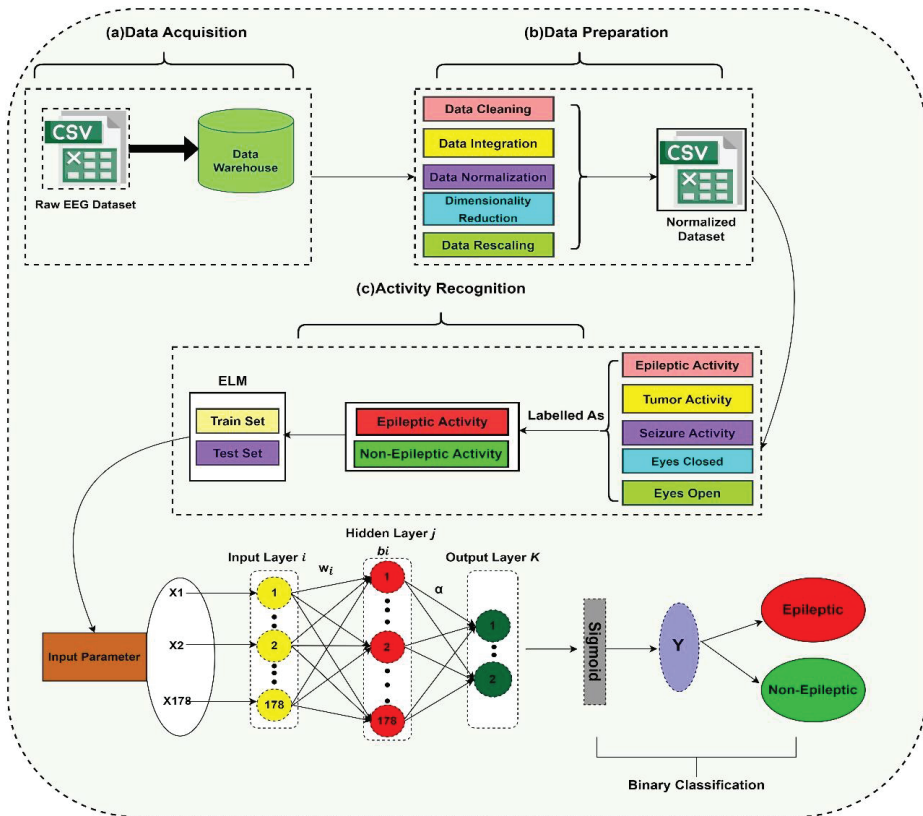 (a)Data Acquisition
(b)Data Preparation
CSV
Raw EEG Dataset
Data
Warehouse
Data Cleaning
Data Integration
Data Normalization
Dimensionality
Reduction
Data Rescaling
CSV
Normalized
Dataset
(c)Activity Recognition
ELM
Train Set
Test Set
Epileptic Activity
Non-Epileptic Activity
Labelled As
Epileptic Activity
Tumor Activity
Seizure Activity
Eyes Closed
Eyes Open
Input Parameter
X1
X2
X178
Input Layer i
1
2
178
wi
Hidden Layer j
bi
1
2
178
α
Output Layer K
1
2
Sigmoid
Y
Epileptic
Non-Epileptic
Binary Classification